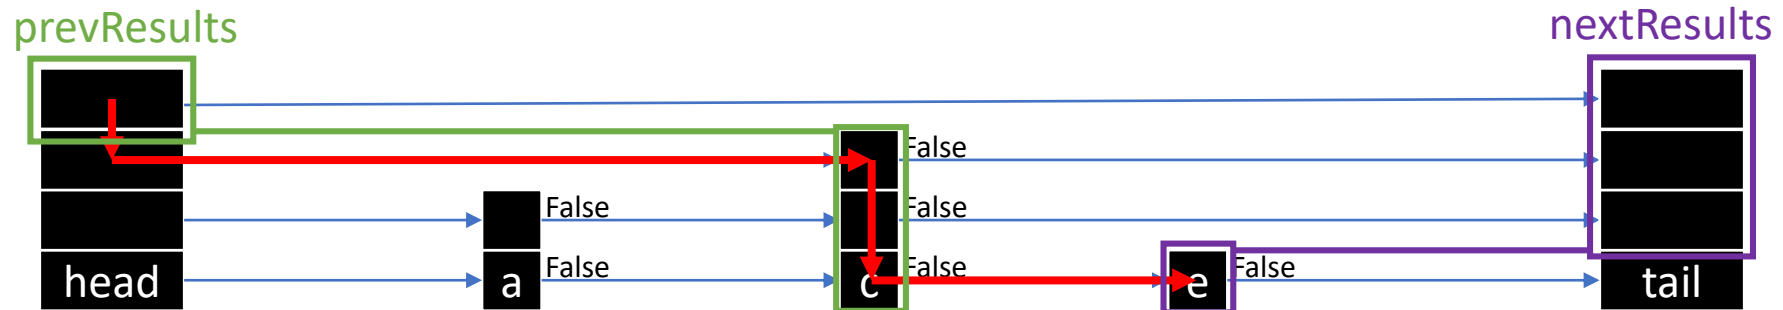 prevResults
nextResults
False
False
False
False
False
False
head
a
c
e
tail